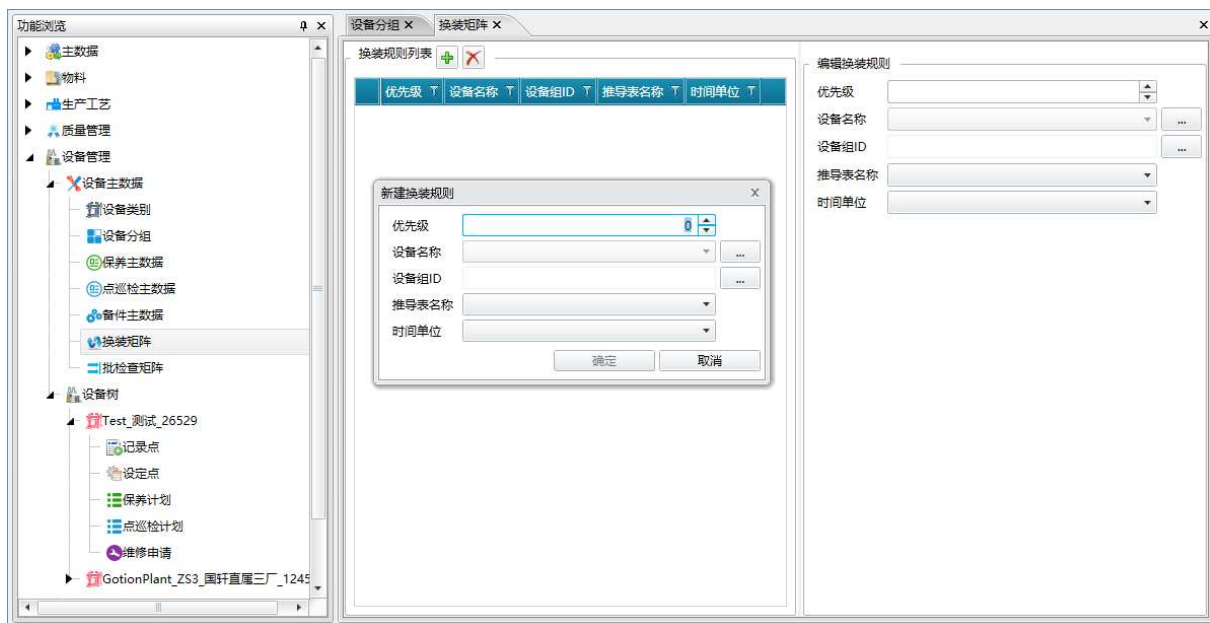 功能浏览
主数据
物料
生产工艺
质量管理
设备管理
设备主数据
设备类别
设备分组
保养主数据
点巡检主数据
备件主数据
换装矩阵
批检查矩阵
设备树
Test_测试_26529
记录点
设定点
保养计划
点巡检计划
维修申请
GotionPlant_ZS3_国轩直属三厂_1245
设备分组 换装矩阵
换装规则列表
优先级 设备名称 设备组ID 推导表名称 时间单位
新建换装规则
优先级 0
设备名称 ...
设备组ID ...
推导表名称
时间单位
确定 取消
编辑换装规则
优先级
设备名称 ...
设备组ID ...
推导表名称
时间单位